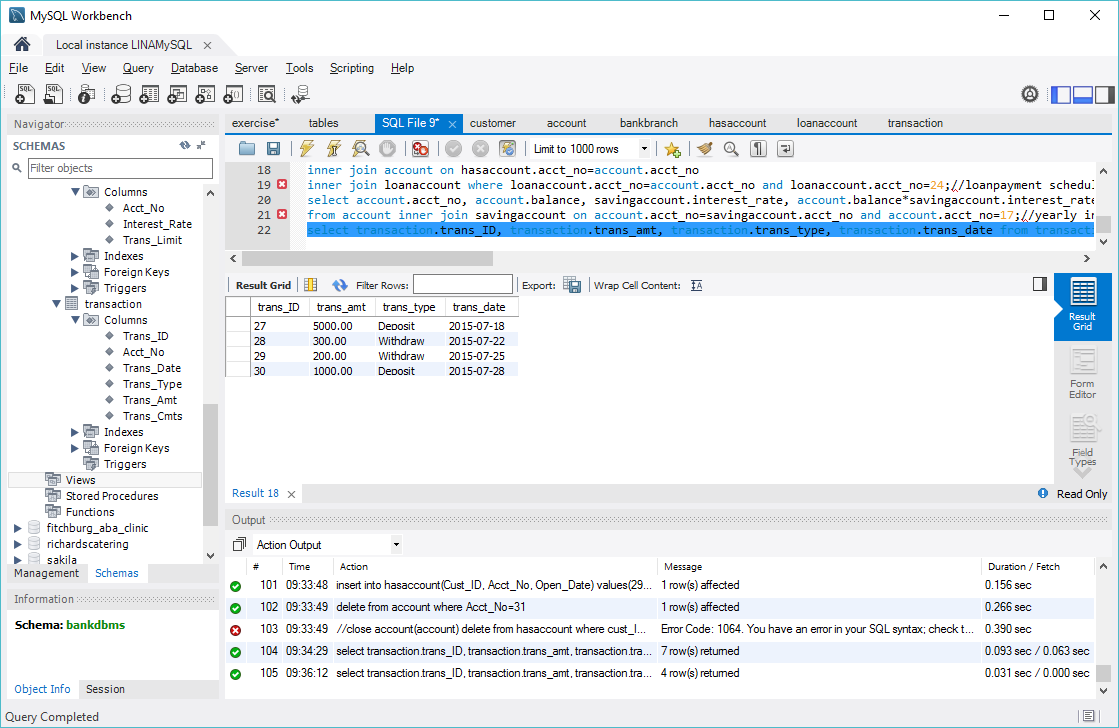 MySQL Workbench
Local instance LINAMySQL
File Edit View Query Database Server Tools Scripting Help
Navigator
SCHEMAS
Filter objects
Columns
Acct_No
Interest_Rate
Trans_Limit
Indexes
Foreign Keys
Triggers
transaction
Columns
Trans_ID
Acct_No
Trans_Date
Trans_Type
Trans_Amt
Trans_Cmts
Indexes
Foreign Keys
Triggers
Views
Stored Procedures
Functions
fitchburg_aba_clinic
richardscatering
sakila
Management Schemas
Information
Schema: bankdbms
Object Info Session
exercise* tables SQL File 9* customer account bankbranch hasaccount loanaccount transaction
Limit to 1000 rows
18 inner join account on hasaccount.acct_no=account.acct_no
19 inner join loanaccount where loanaccount.acct_no=account.acct_no and loanaccount.acct_no=24;//loanpayment schedul
20 select account.acct_no, account.balance, savingaccount.interest_rate, account.balance*savingaccount.interest_rate
21 from account inner join savingaccount on account.acct_no=savingaccount.acct_no and account.acct_no=17;//yearly in
22 select transaction.trans_ID, transaction.trans_amt, transaction.trans_type, transaction.trans_date from transact
Result Grid Filter Rows: Export: Wrap Cell Content: IA
trans_ID trans_amt trans_type trans_date
27 5000.00 Deposit 2015-07-18
28 300.00 Withdraw 2015-07-22
29 200.00 Withdraw 2015-07-25
30 1000.00 Deposit 2015-07-28
Result Grid
Form Editor
Field Types
Result 18
Read Only
Output
Action Output
# Time Action Message Duration / Fetch
101 09:33:48 insert into hasaccount(Cust_ID, Acct_No, Open_Date) values(29... 1 row(s) affected 0.156 sec
102 09:33:49 delete from account where Acct_No=31 1 row(s) affected 0.266 sec
103 09:33:49 //close account(account) delete from hasaccount where cust_I... Error Code: 1064. You have an error in your SQL syntax; check t... 0.390 sec
104 09:34:29 select transaction.trans_ID, transaction.trans_amt, transaction.tra... 7 row(s) returned 0.093 sec / 0.063 sec
105 09:36:12 select transaction.trans_ID, transaction.trans_amt, transaction.tra... 4 row(s) returned 0.031 sec / 0.000 sec
Query Completed